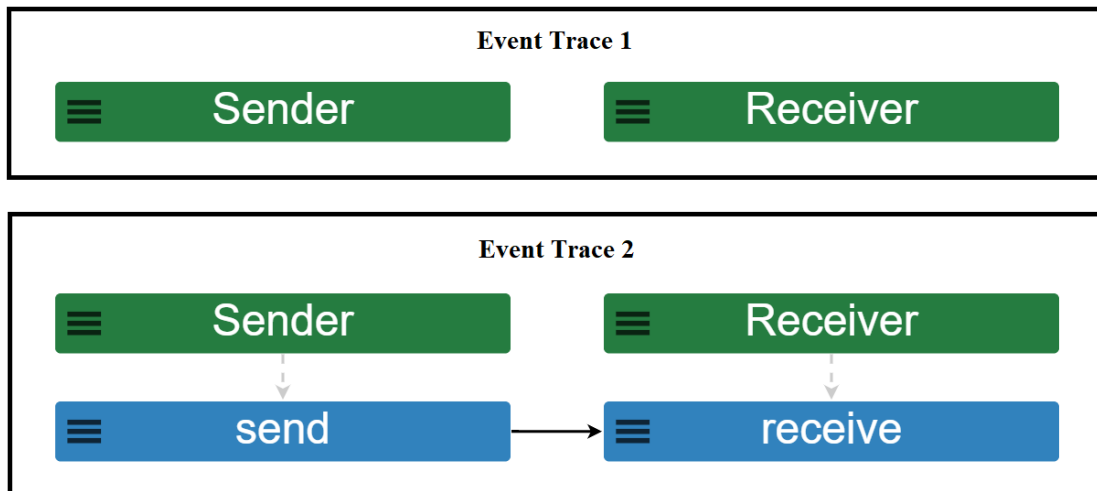 Event Trace 1
Sender Receiver
Event Trace 2
Sender Receiver
send receive